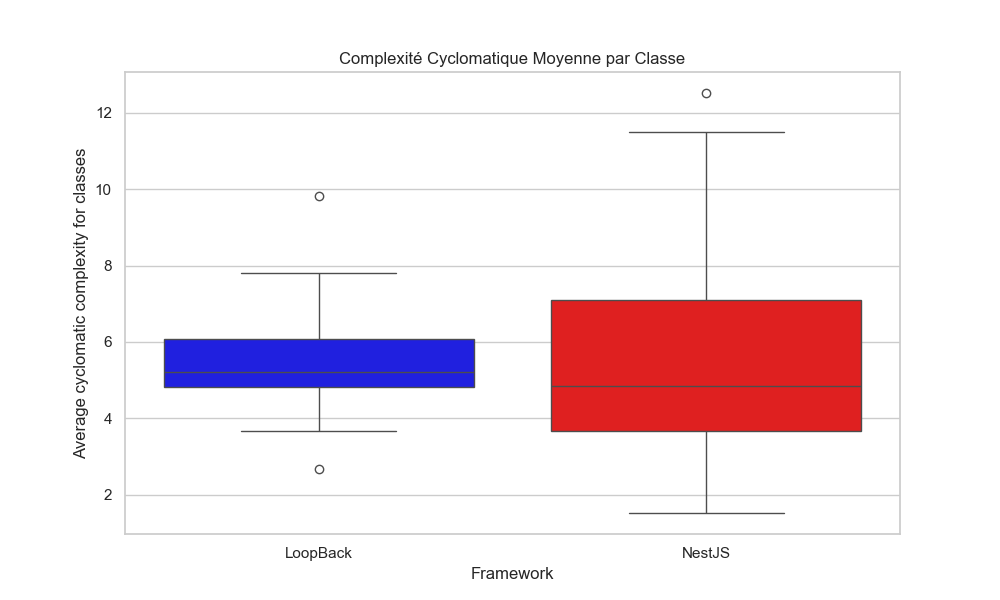 Complexité Cyclomatique Moyenne par Classe
Average cyclomatic complexity for classes
12
10
8
6
4
2
LoopBack
NestJS
Framework